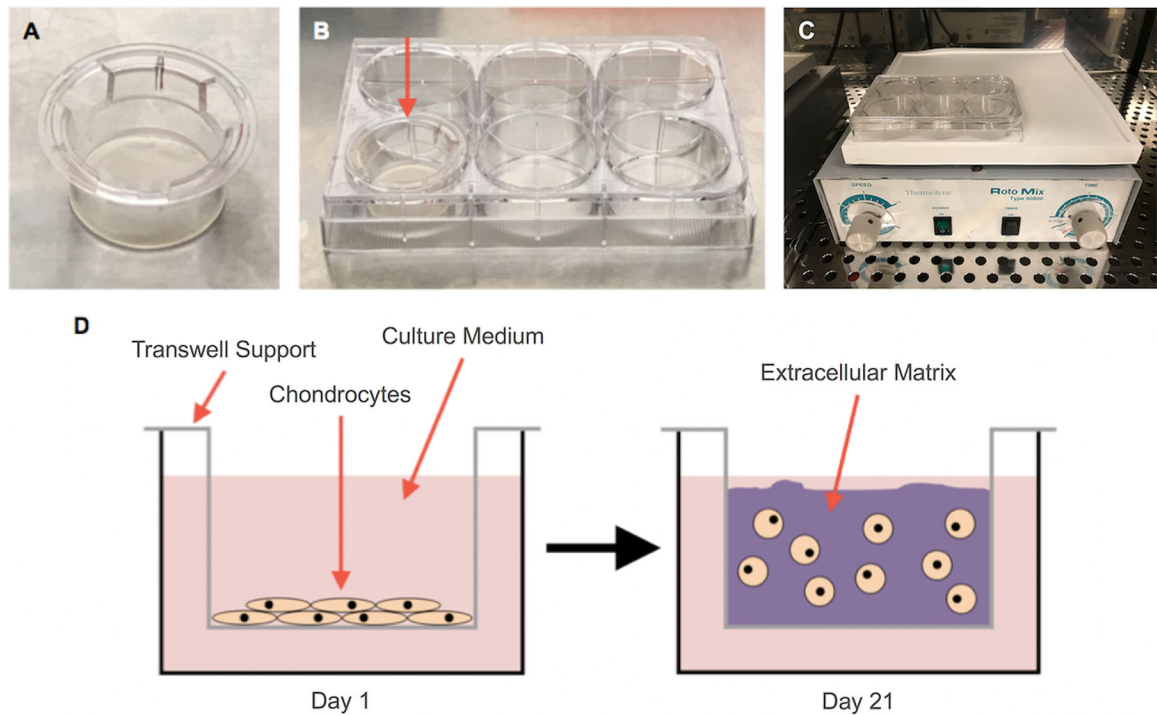 A
B
C
SPEED
Thermolyne
POWER
Roto Mix
Type 50800
TIMER
TIME
D
Transwell Support
Culture Medium
Chondrocytes
Extracellular Matrix
Day 1
Day 21